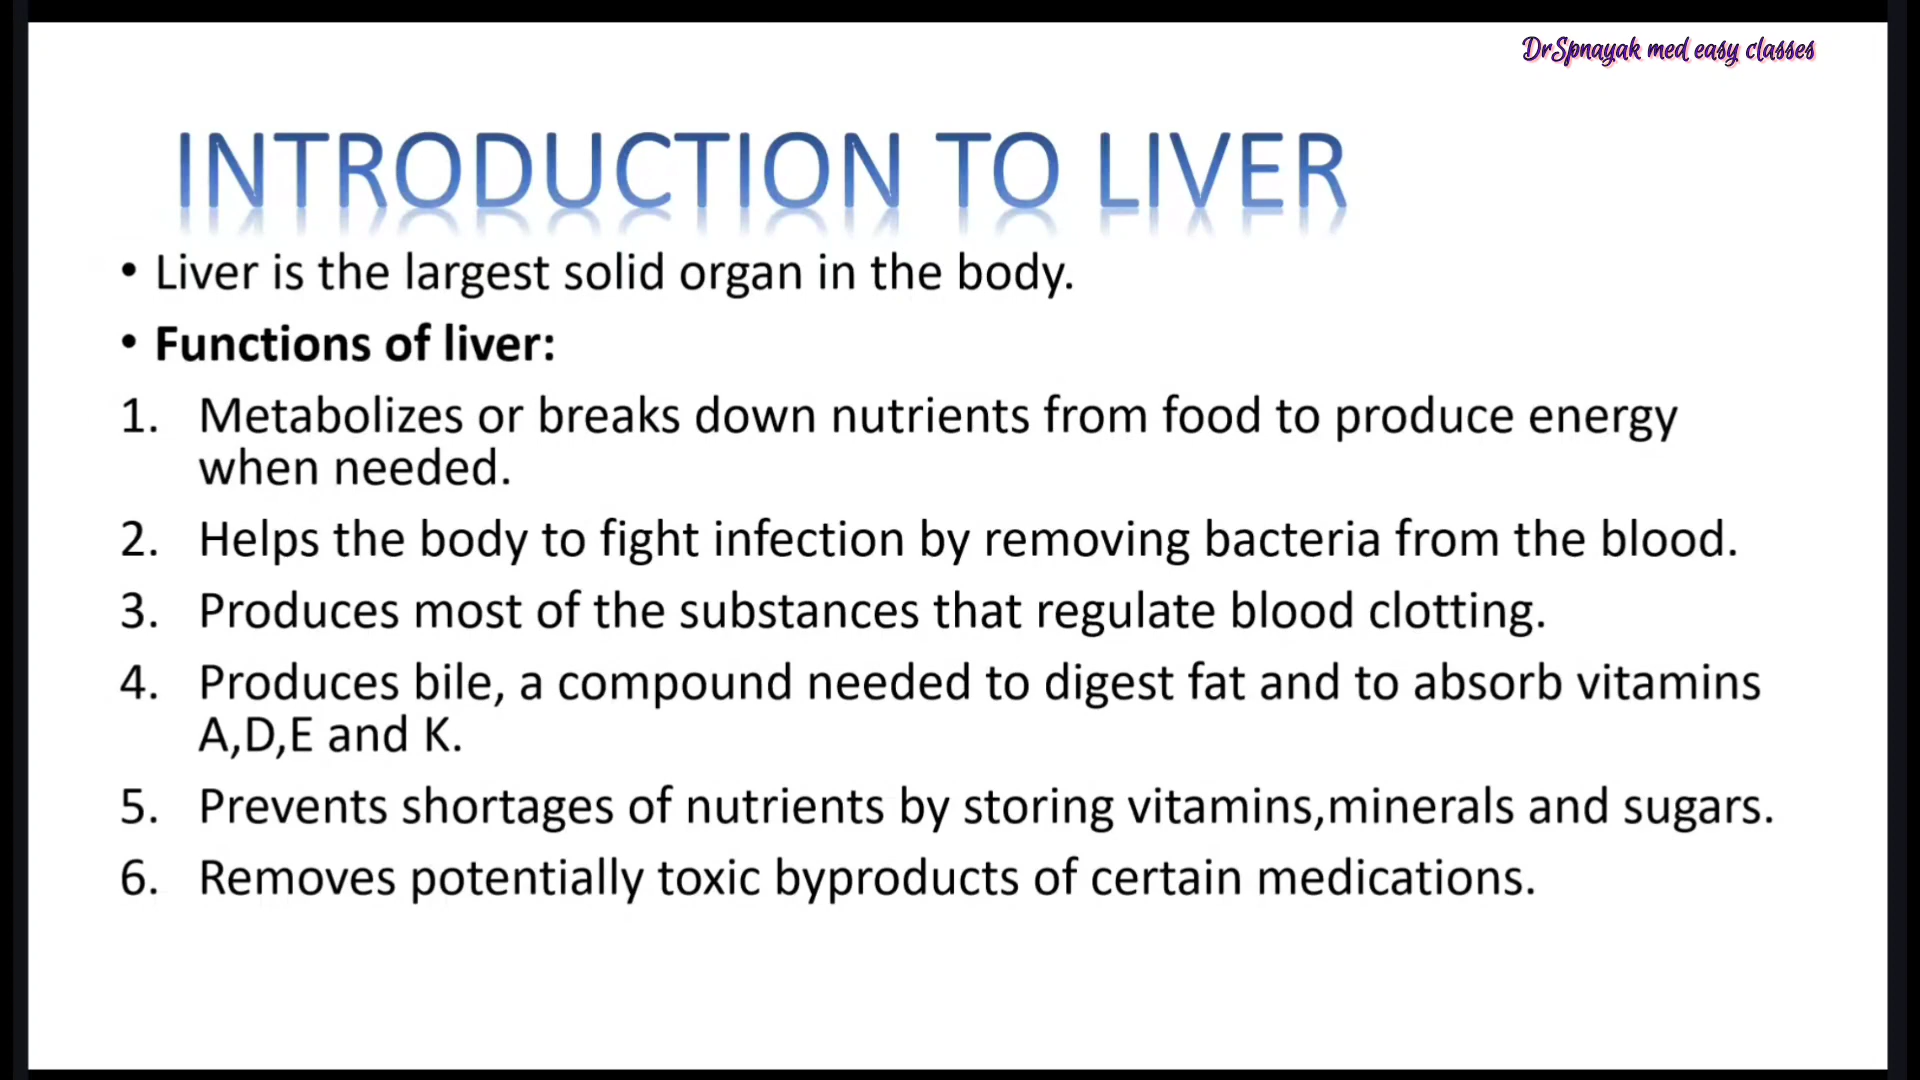 DrSpnayak med easy classes
INTRODUCTION TO LIVER
• Liver is the largest solid organ in the body.
• Functions of liver:
1. Metabolizes or breaks down nutrients from food to produce energy
when needed.
2. Helps the body to fight infection by removing bacteria from the blood.
3. Produces most of the substances that regulate blood clotting.
4. Produces bile, a compound needed to digest fat and to absorb vitamins
A,D,E and K.
5. Prevents shortages of nutrients by storing vitamins,minerals and sugars.
6. Removes potentially toxic byproducts of certain medications.